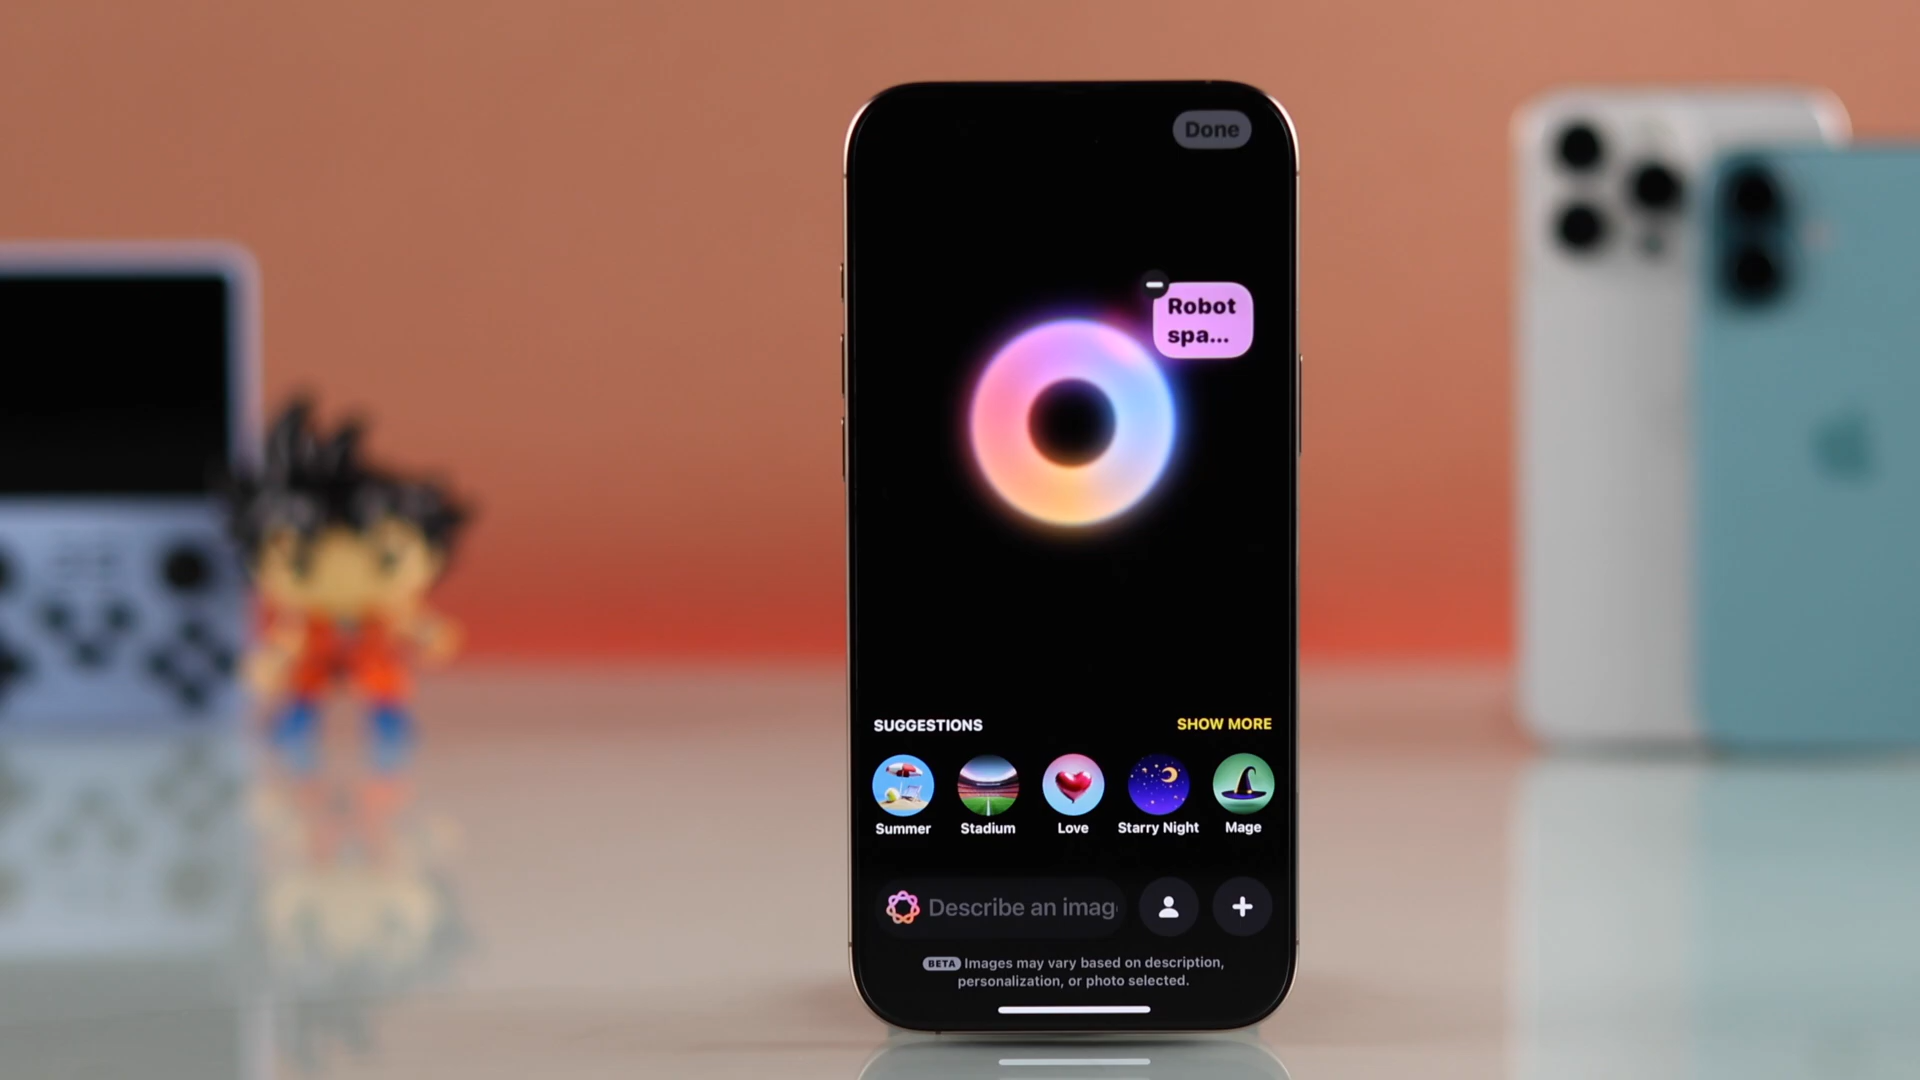 Done
Robot
spa...
SUGGESTIONS
SHOW MORE
Summer
Stadium
Love
Starry Night
Mage
Describe an imag
BETA Images may vary based on description,
personalization, or photo selected.